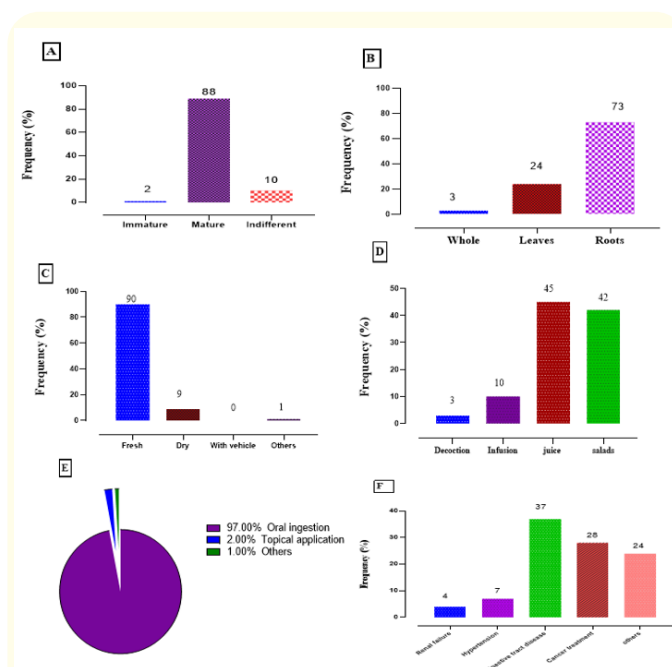 A
Frequency (%)
100
80
60
40
20
0
2
88
10
Immature
Mature
Indifferent
B
Frequency (%)
100
80
60
40
20
0
3
24
73
Whole
Leaves
Roots
C
Frequency (%)
100
80
60
40
20
0
90
9
0
1
Fresh
Dry
With vehicle
Others
D
Frequency (%)
50
40
30
20
10
0
3
10
45
42
Decoction
Infusion
juice
salads
E
97.00% Oral ingestion
2.00% Topical application
1.00% Others
F
Frequency (%)
40
30
20
10
0
4
7
37
28
24
Renal failure
Hypertension
tract disease
Cancer treatment
others